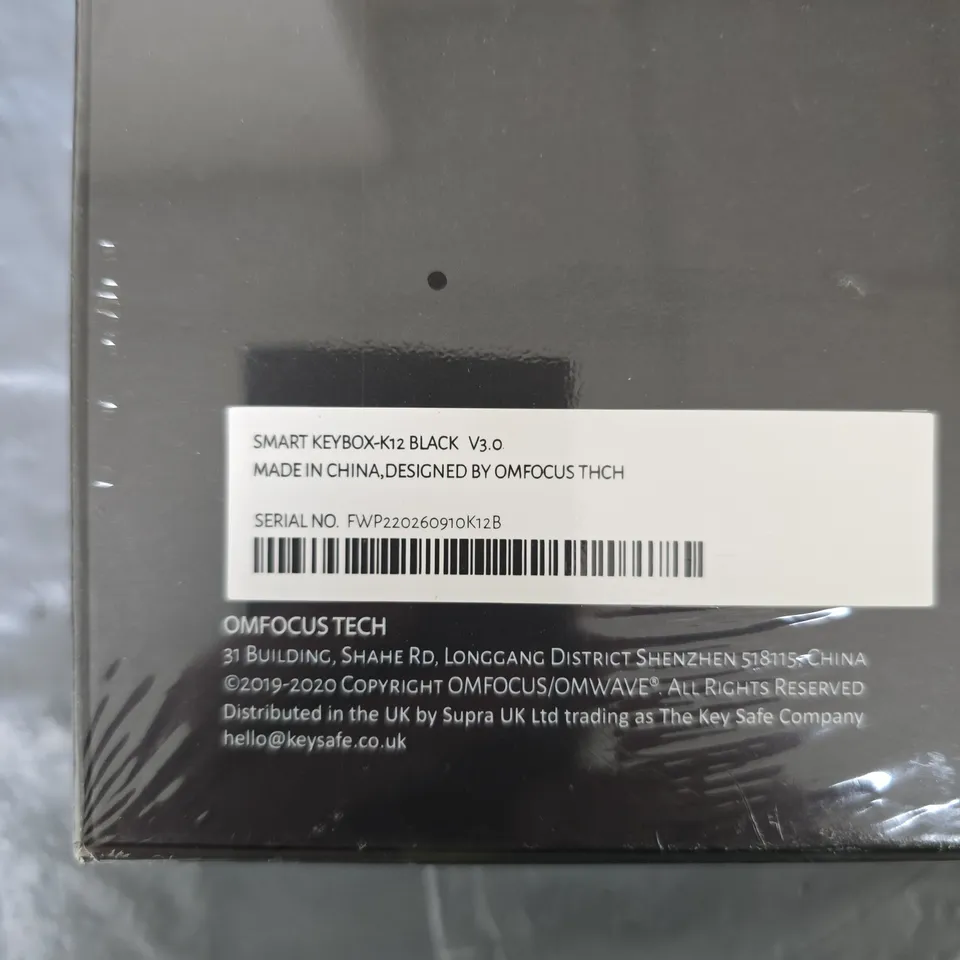 SMART KEYBOX-K12 BLACK V3.0
MADE IN CHINA,DESIGNED BY OMFOCUS THCH
SERIAL NO. FWP220260910K12B
OMFOCUS TECH
31 BUILDING, SHAHE RD, LONGGANG DISTRICT SHENZHEN 518115, CHINA
©2019-2020 COPYRIGHT OMFOCUS/OMWAVE®. ALL RIGHTS RESERVED
Distributed in the UK by Supra UK Ltd trading as The Key Safe Company
hello@keysafe.co.uk